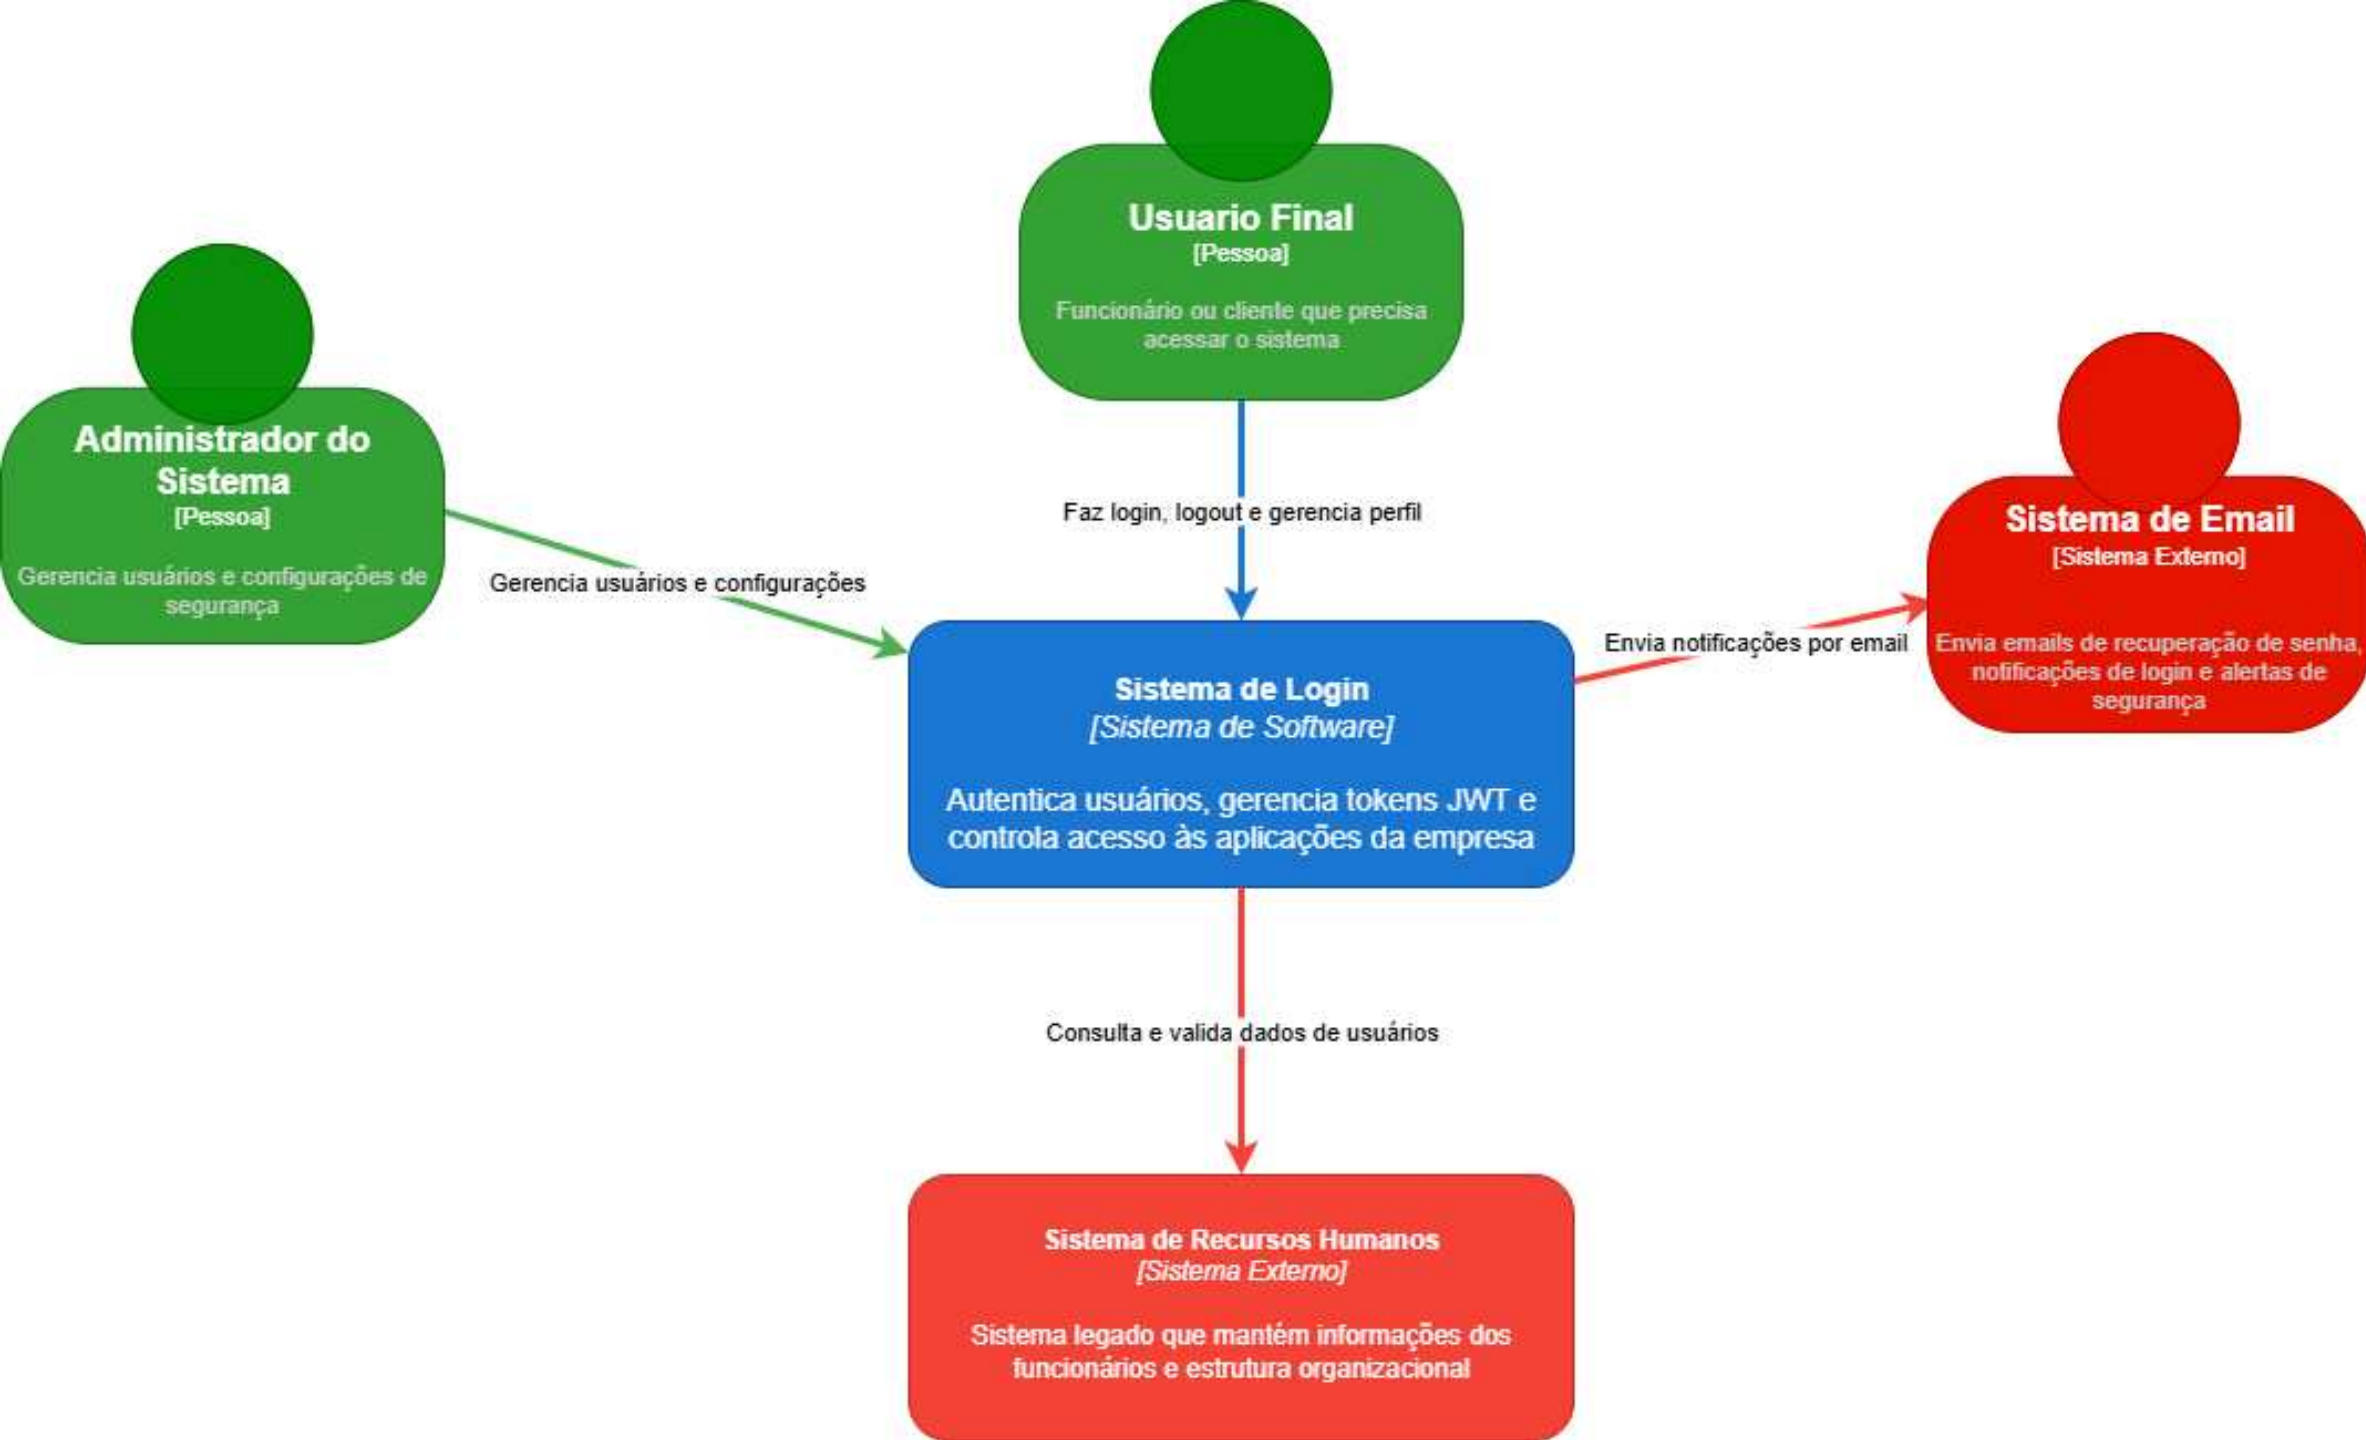 Usuario Final
[Pessoa]
Funcionário ou cliente que precisa
acessar o sistema
Administrador do
Sistema
[Pessoa]
Gerencia usuários e configurações de
segurança
Gerencia usuários e configurações
Faz login, logout e gerencia perfil
Sistema de Email
[Sistema Externo]
Envia emails de recuperação de senha,
notificações de login e alertas de
segurança
Envia notificações por email
Sistema de Login
[Sistema de Software]
Autentica usuários, gerencia tokens JWT e
controla acesso às aplicações da empresa
Consulta e valida dados de usuários
Sistema de Recursos Humanos
[Sistema Externo]
Sistema legado que mantém informações dos
funcionários e estrutura organizacional